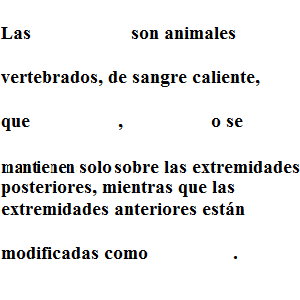 Las son animales
vertebrados, de sangre caliente,
que , o se
mantienen solo sobre las extremidades
posteriores, mientras que las
extremidades anteriores están
modificadas como .